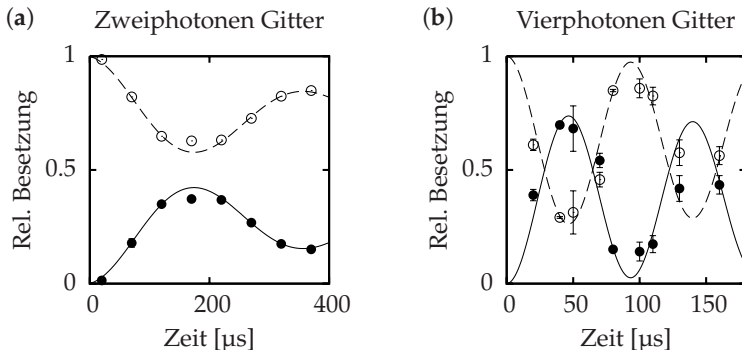 (a) Zweiphotonen Gitter
1
0.5
0
Rel. Besetzung
0 200 400
Zeit [µs]
(b) Vierphotonen Gitter
1
0.5
0
Rel. Besetzung
0 50 100 150
Zeit [µs]